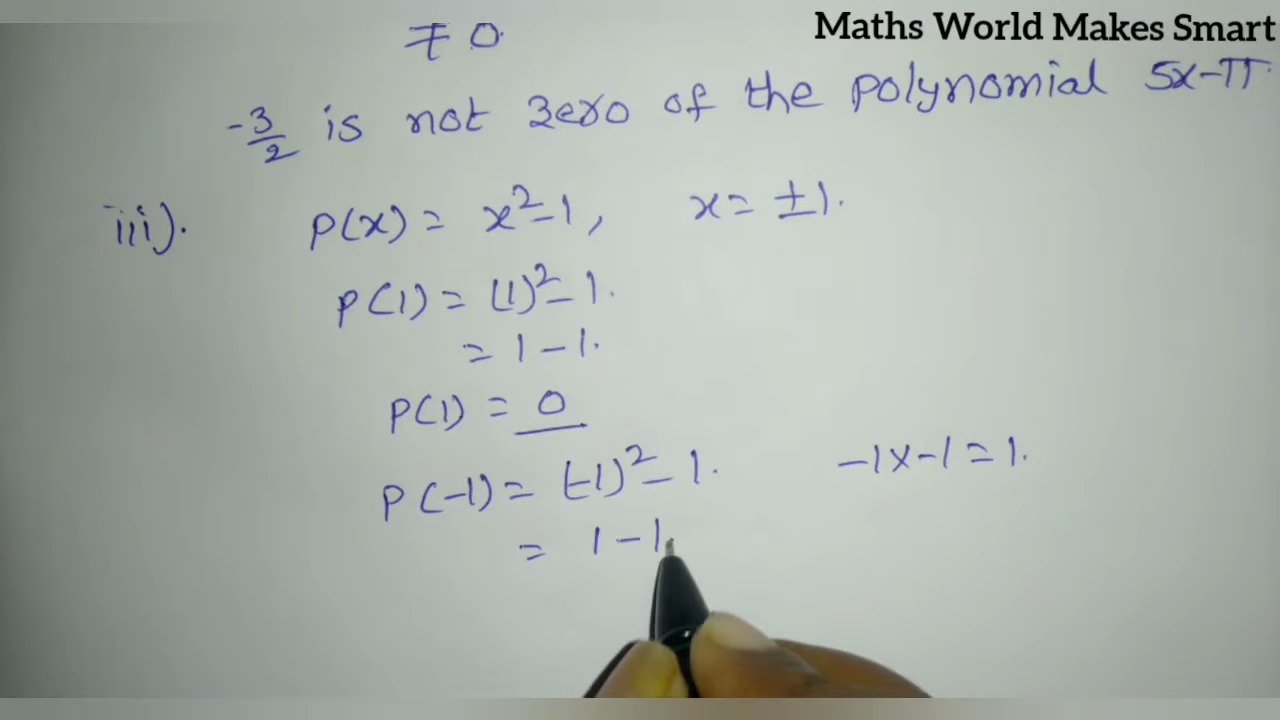 Maths World Makes Smart
≠ 0.
-3/2 is not zero of the polynomial 5x-π.
iii). P(x) = x²-1, x = ±1.
P(1) = (1)²-1.
= 1-1.
P(1) = 0
P(-1) = (-1)²-1. -1x-1=1.
= 1-1